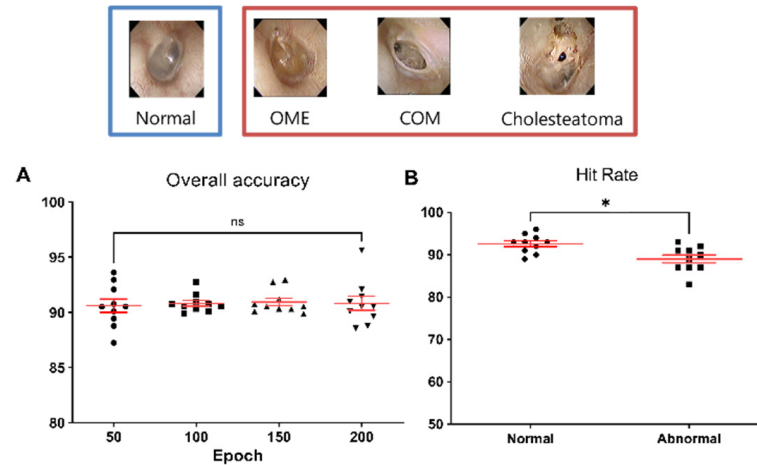 Normal
OME
COM
Cholesteatoma
A
Overall accuracy
ns
100
95
90
85
80
50
100
150
200
Epoch
B
Hit Rate
*
100
90
80
70
60
50
Normal
Abnormal